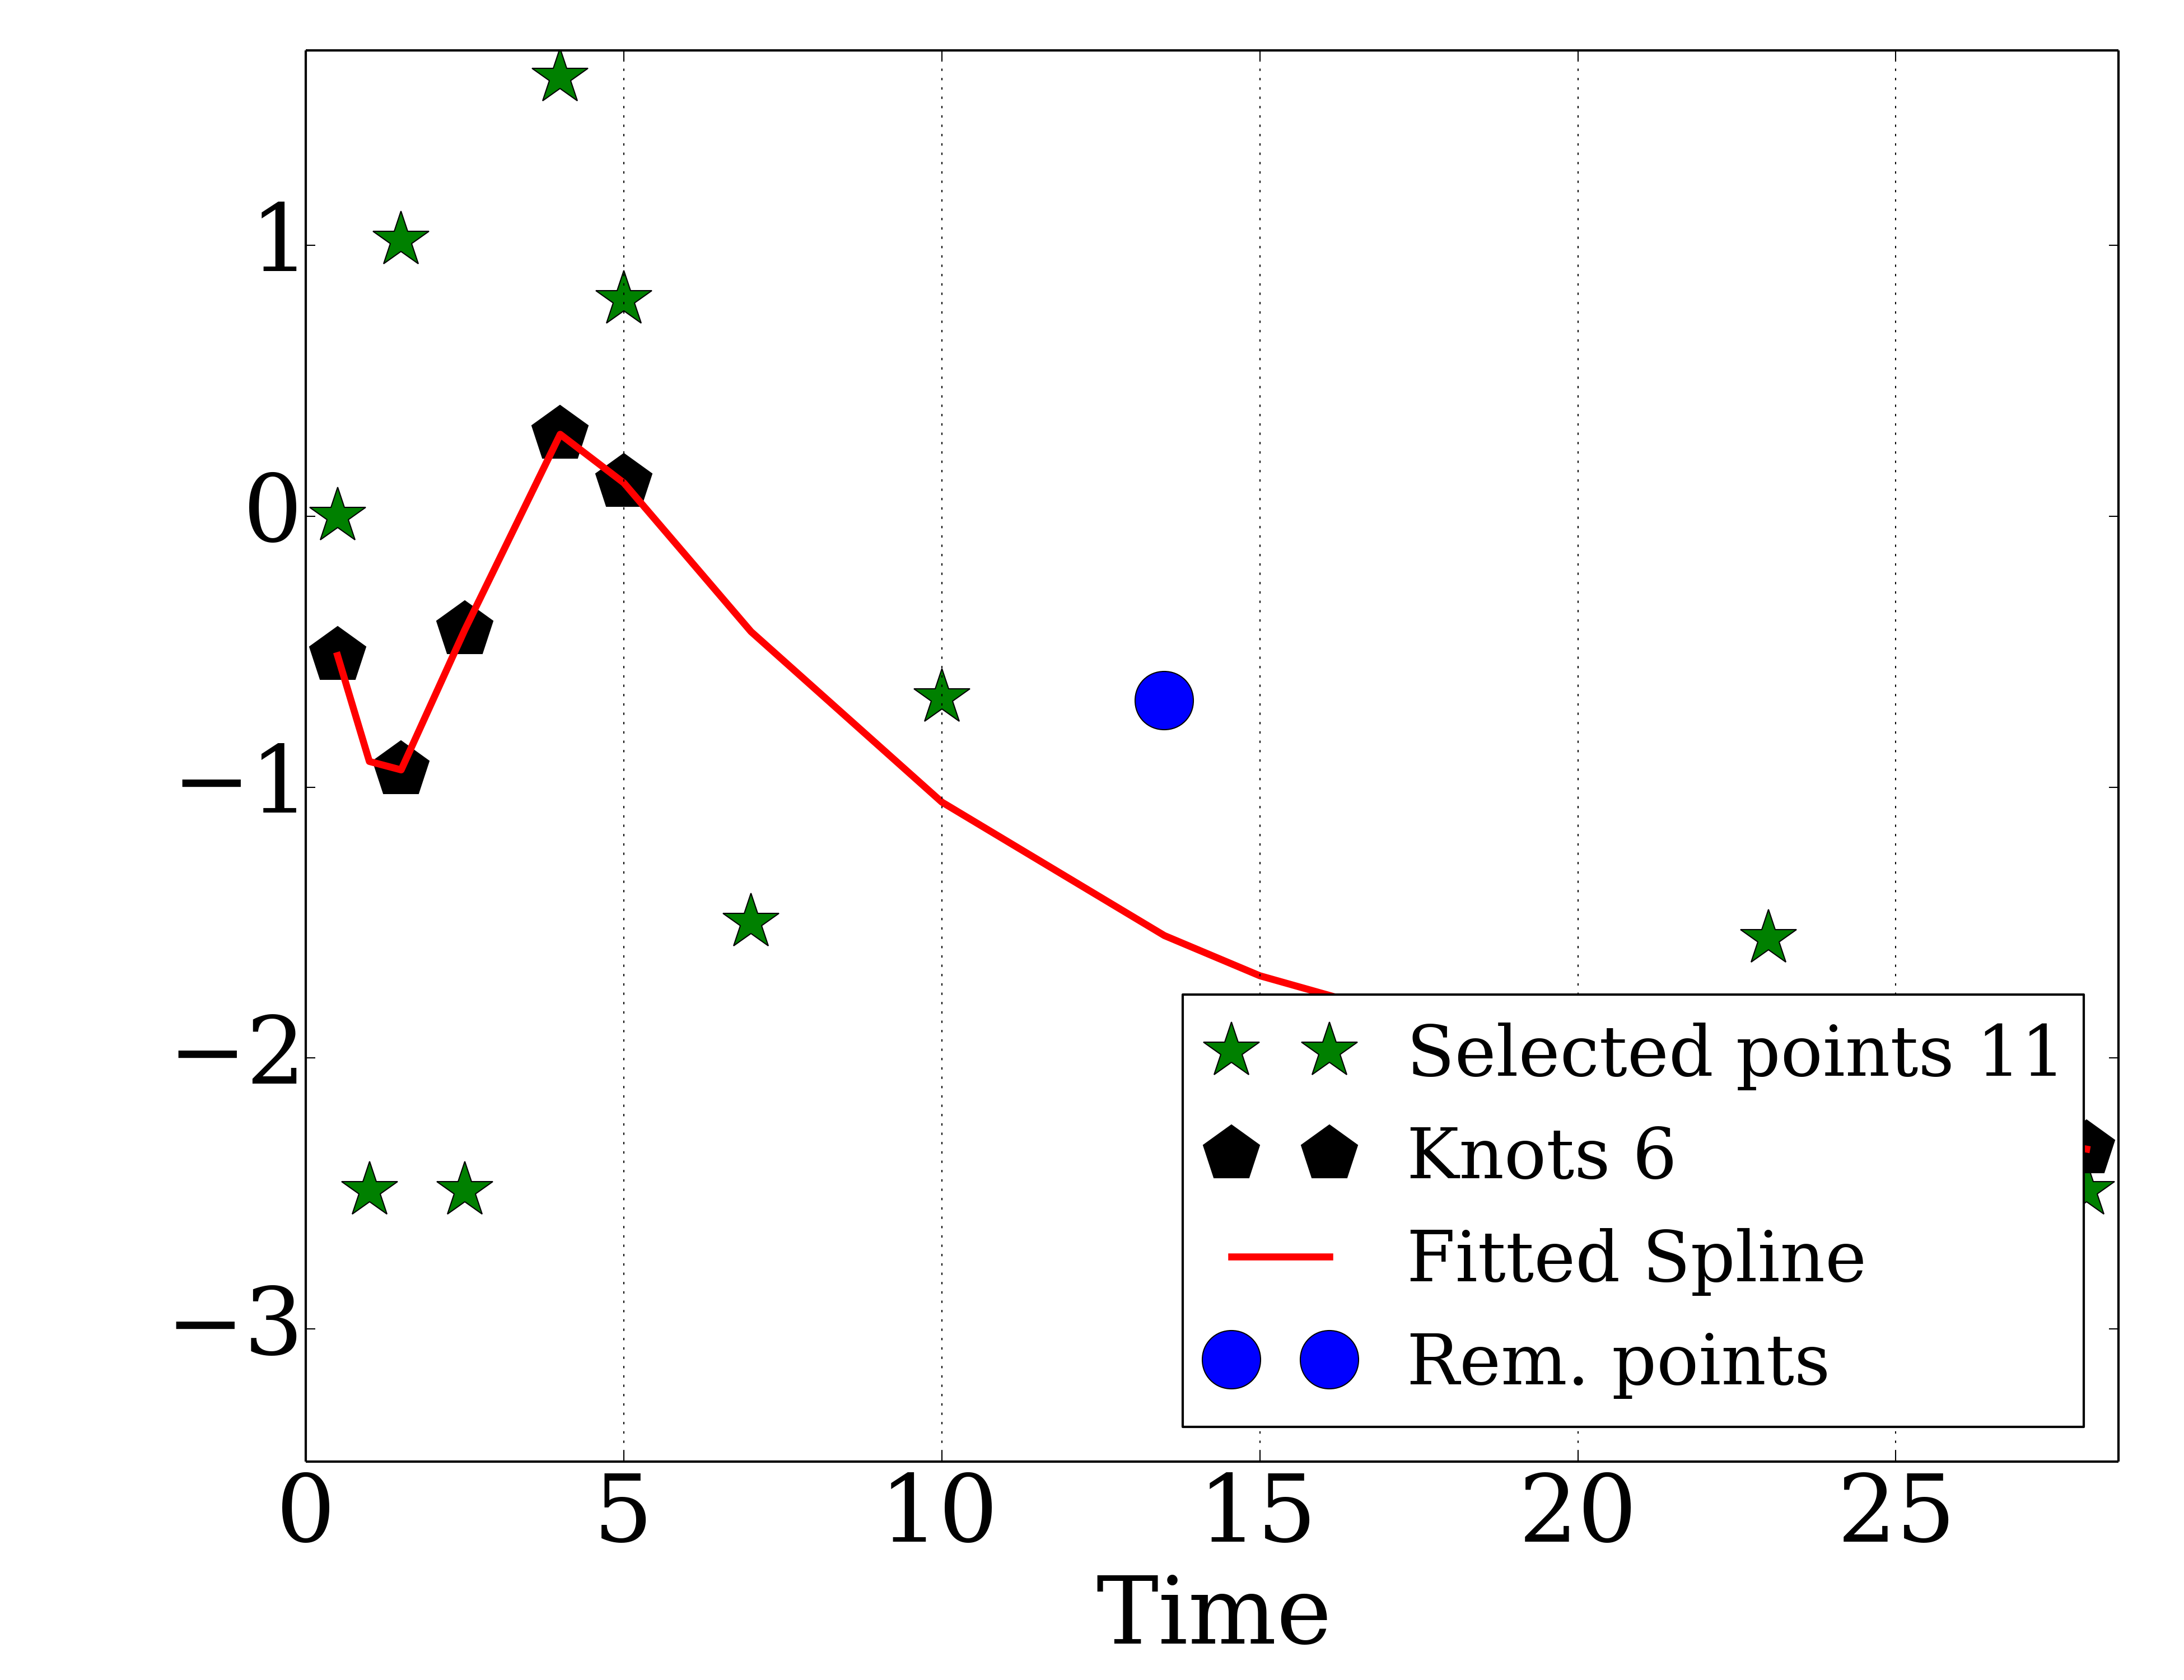 1
0
−1
−2
−3
Selected points 11
Knots 6
Fitted Spline
Rem. points
0 5 10 15 20 25
Time